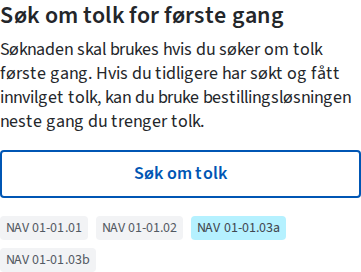 Søk om tolk for første gang
Søknaden skal brukes hvis du søker om tolk
første gang. Hvis du tidligere har søkt og fått
innvilget tolk, kan du bruke bestillingsløsningen
neste gang du trenger tolk.
Søk om tolk
NAV 01-01.01 NAV 01-01.02 NAV 01-01.03a
NAV 01-01.03b